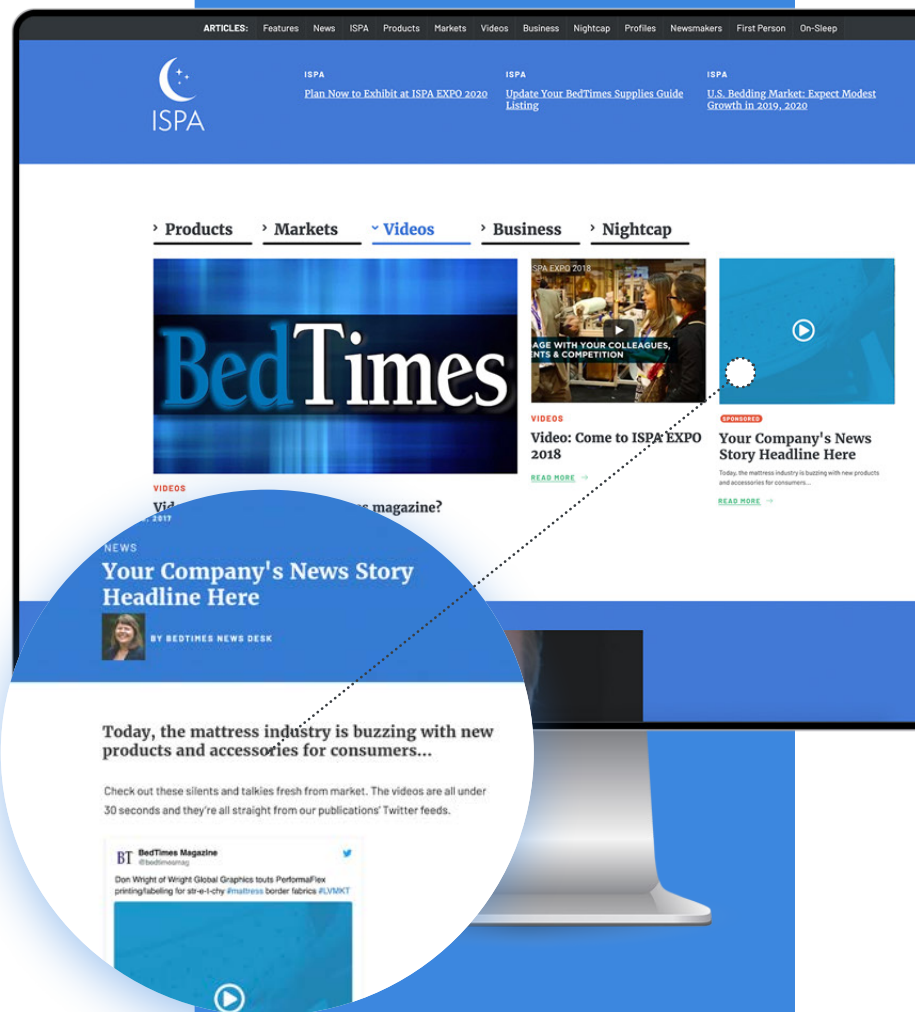 ARTICLES: Features News ISPA Products Markets Videos Business Nightcap Profiles Newsmakers First Person On-Sleep
ISPA
ISPA
Plan Now to Exhibit at ISPA EXPO 2020
ISPA
Update Your BedTimes Supplies Guide
Listing
ISPA
U.S. Bedding Market: Expect Modest
Growth in 2019, 2020
Products Markets Videos Business Nightcap
BedTimes
VIDEOS
magazine?
SPA EXPO 2018
AGE WITH YOUR COLLEAGUES,
NTS & COMPETITION
VIDEOS
Video: Come to ISPA EXPO
2018
READ MORE
SPONSORED
Your Company's News
Story Headline Here
Today, the mattress industry is buzzing with new products
and accessories for consumers...
READ MORE
, 2017
NEWS
Your Company's News Story
Headline Here
BY BEDTIMES NEWS DESK
Today, the mattress industry is buzzing with new
products and accessories for consumers...
Check out these silents and talkies fresh from market. The videos are all under
30 seconds and they're all straight from our publications' Twitter feeds.
BT BedTimes Magazine
@bedtimesmag
Don Wright of Wright Global Graphics touts PerformaFlex
printing/labeling for str-e-t-chy #mattress border fabrics #LVMKT